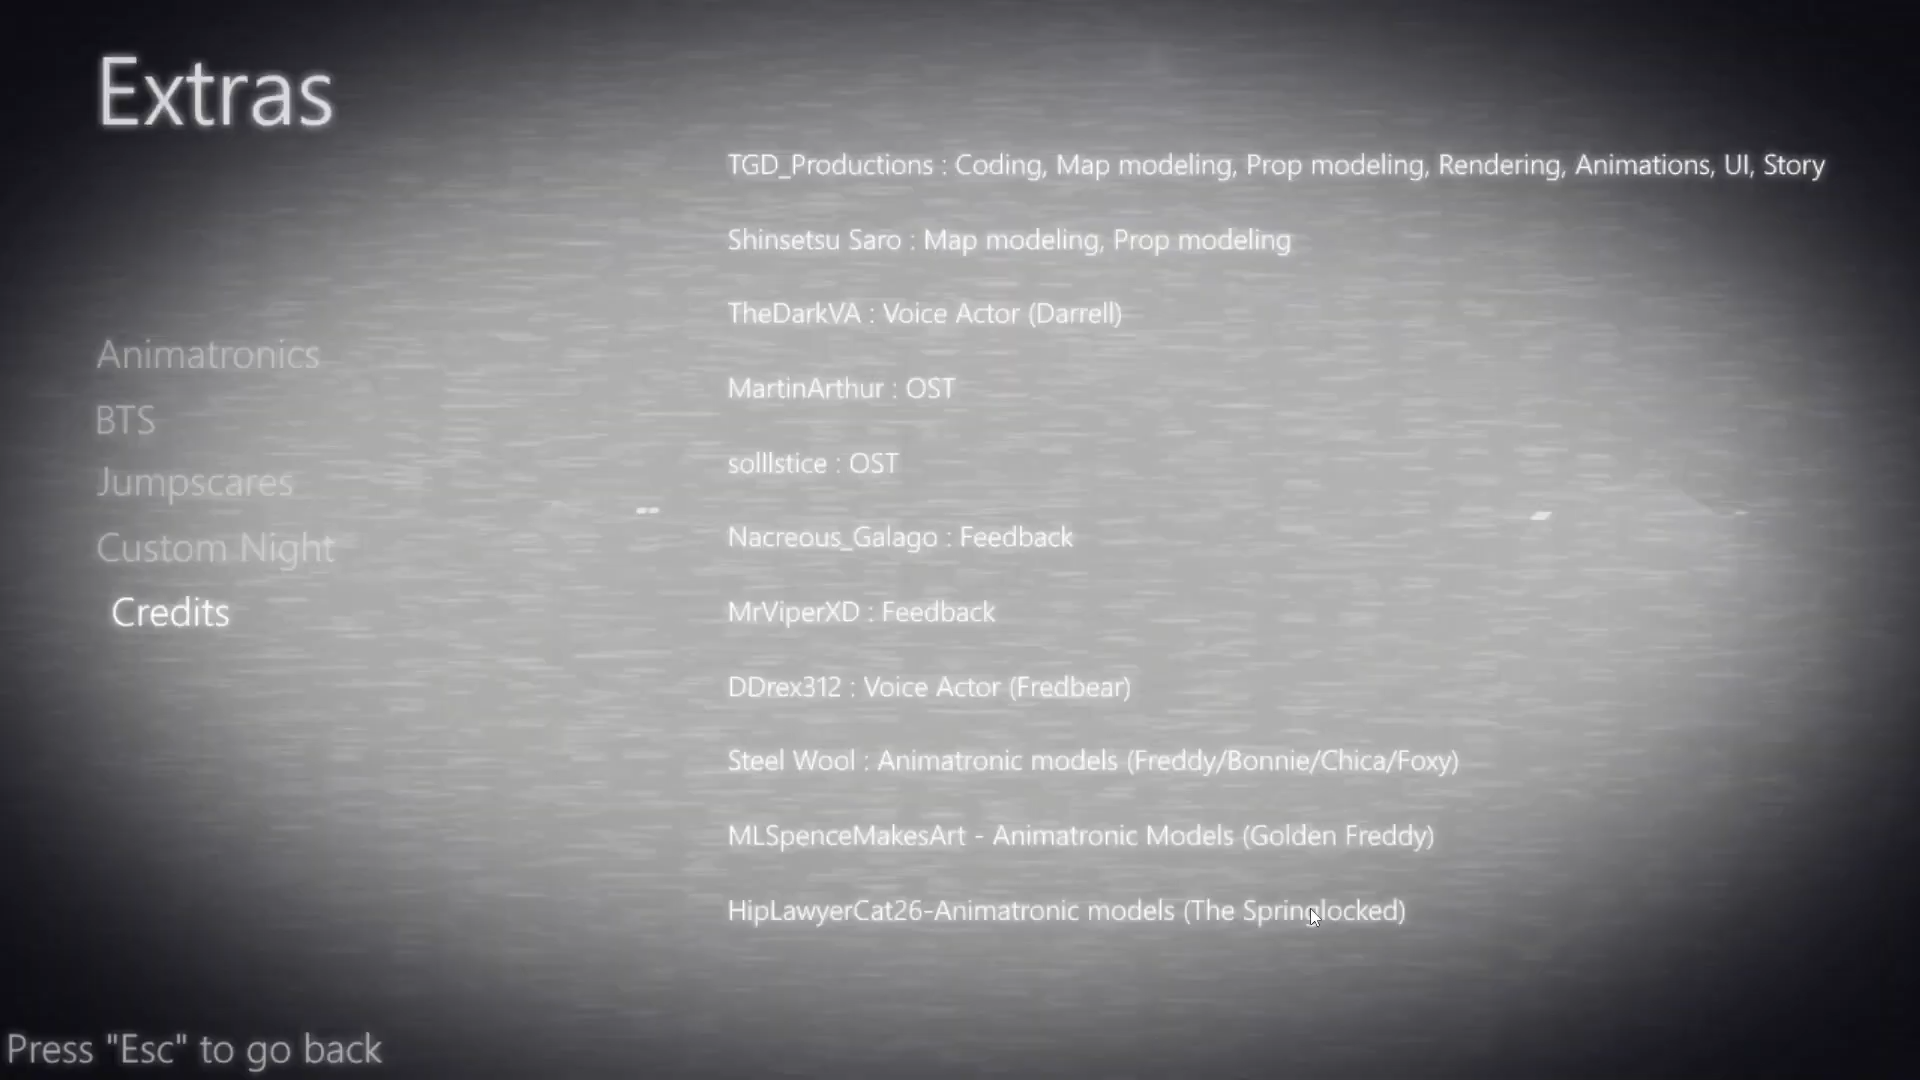 Extras
Animatronics
BTS
Jumpscares
Custom Night
Credits
TGD_Productions : Coding, Map modeling, Prop modeling, Rendering, Animations, UI, Story
Shinsetsu Saro : Map modeling, Prop modeling
TheDarkVA : Voice Actor (Darrell)
MartinArthur : OST
solllstice : OST
Nacreous_Galago : Feedback
MrViperXD : Feedback
DDrex312 : Voice Actor (Fredbear)
Steel Wool : Animatronic models (Freddy/Bonnie/Chica/Foxy)
MLSpenceMakesArt - Animatronic Models (Golden Freddy)
HipLawyerCat26-Animatronic models (The Springlocked)
Press "Esc" to go back